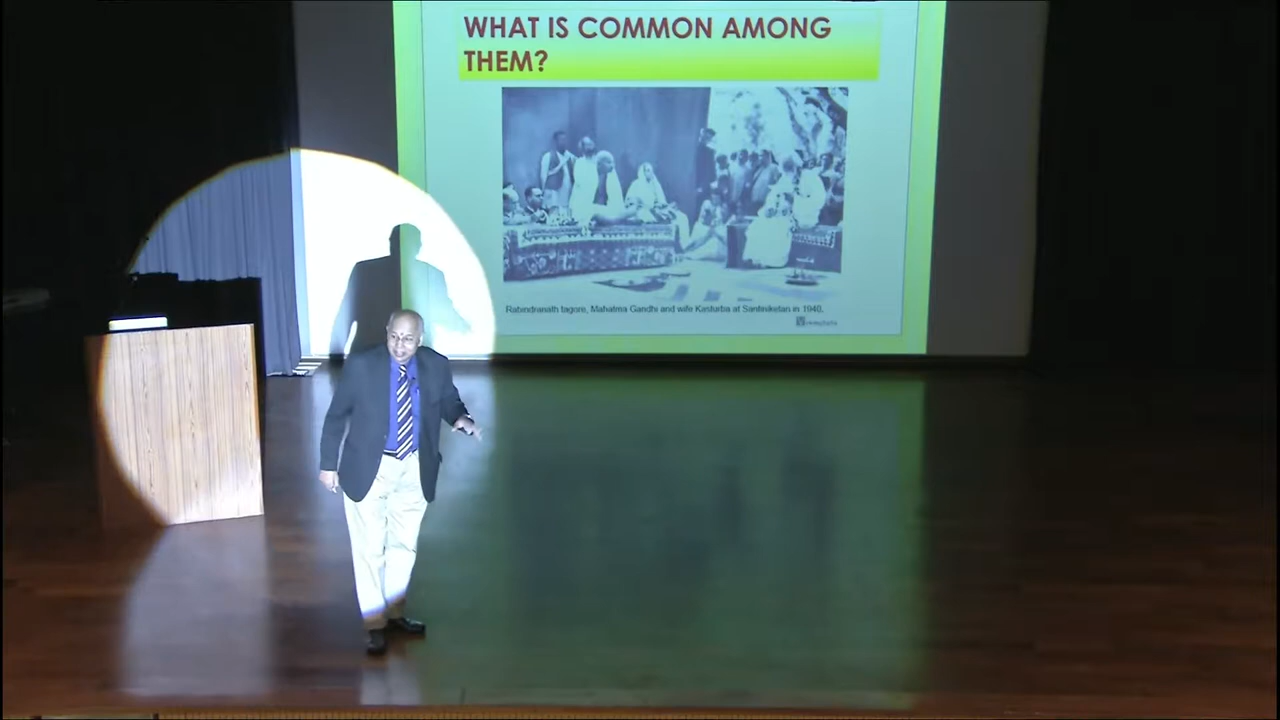 WHAT IS COMMON AMONG
THEM?
Rabindranath tagore, Mahatma Gandhi and wife Kasturba at Santiniketan in 1940.